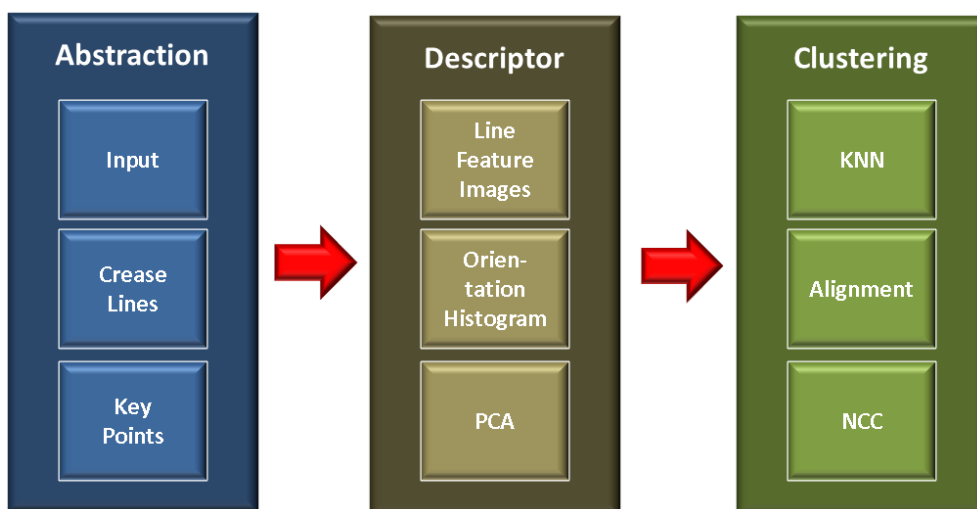 Abstraction
Input
Crease
Lines
Key
Points
Descriptor
Line
Feature
Images
Orien-
tation
Histogram
PCA
Clustering
KNN
Alignment
NCC